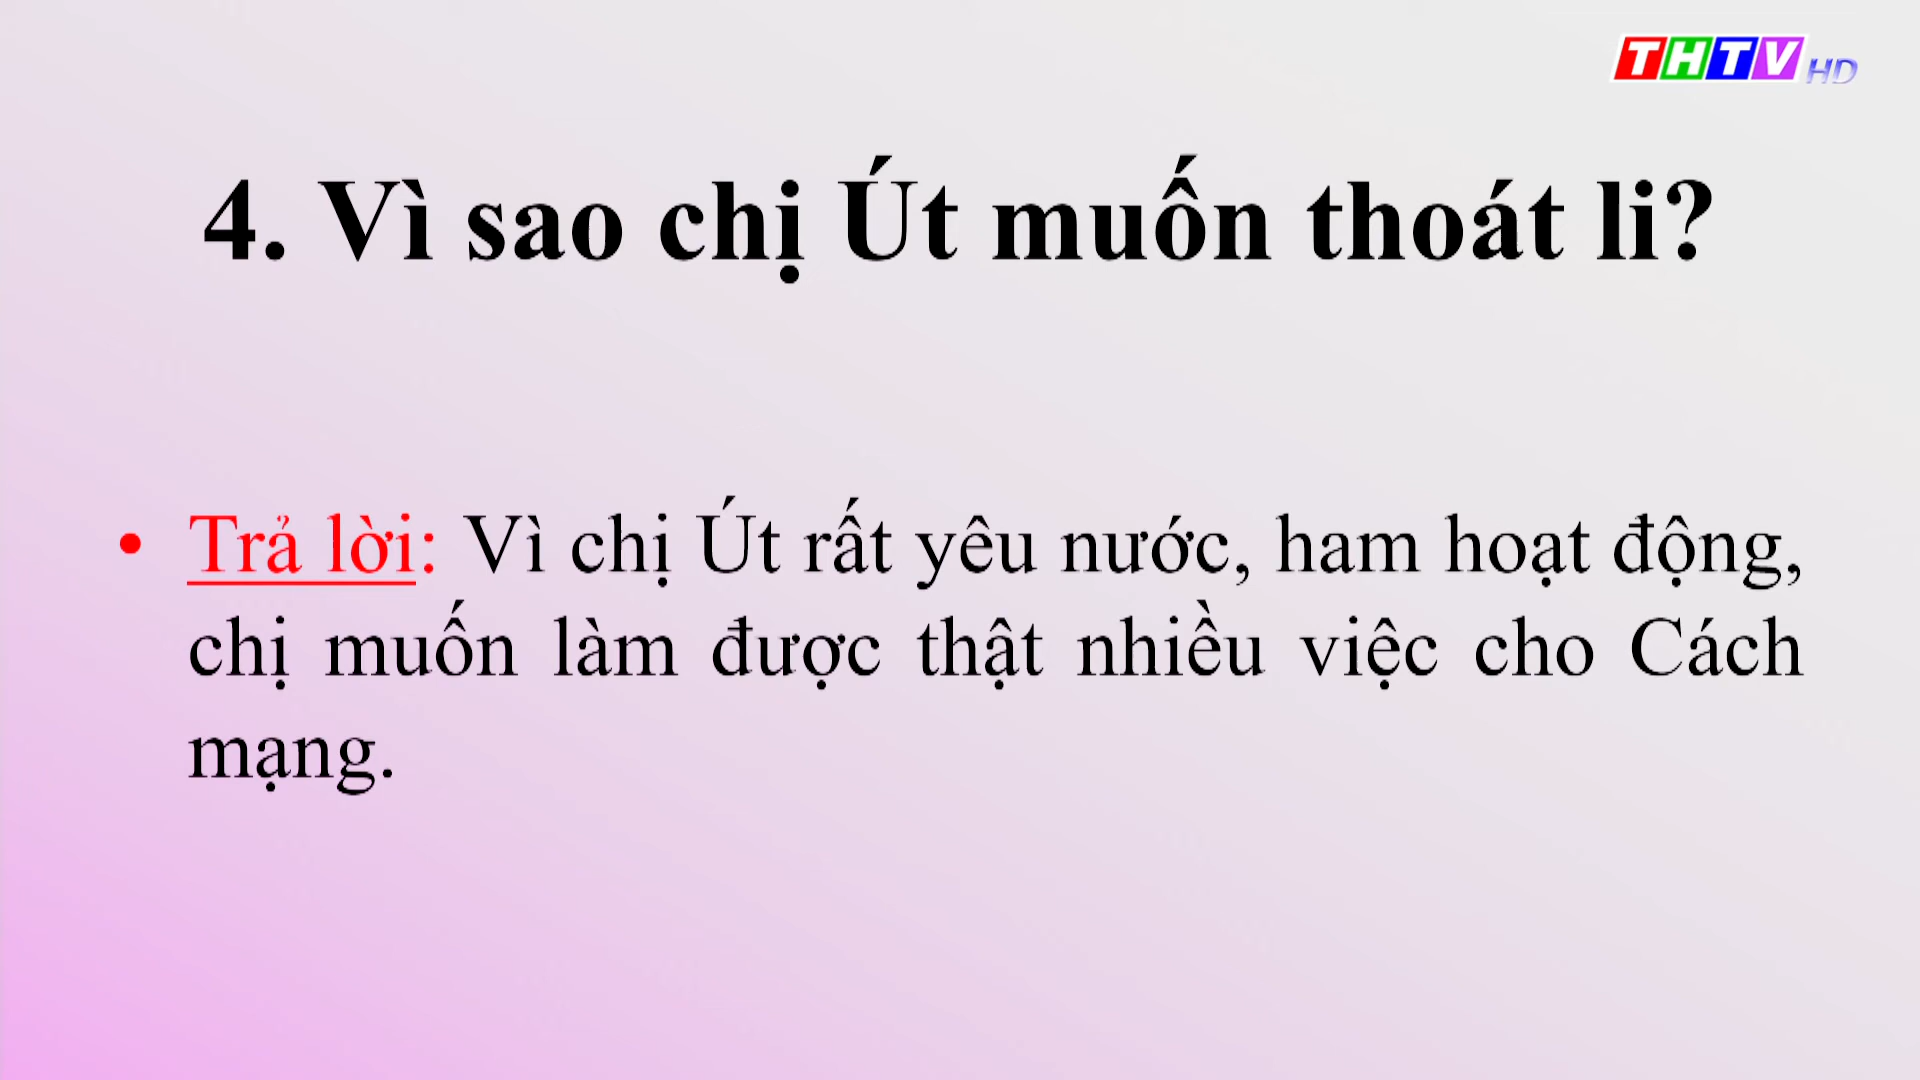 THTV HD
4. Vì sao chị Út muốn thoát li?
• Trả lời: Vì chị Út rất yêu nước, ham hoạt động,
chị muốn làm được thật nhiều việc cho Cách
mạng.